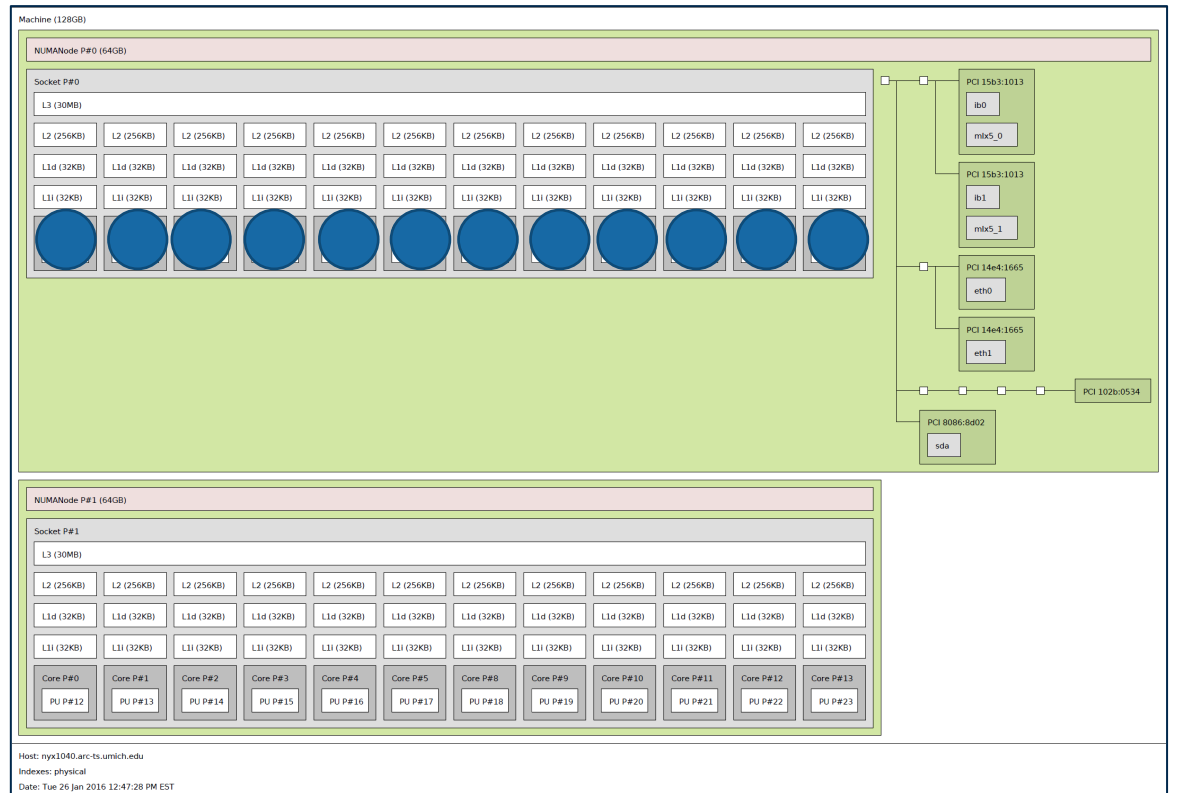 Machine (128GB)
NUMANode P#0 (64GB)
Socket P#0
L3 (30MB)
L2 (256KB) L2 (256KB) L2 (256KB) L2 (256KB) L2 (256KB) L2 (256KB) L2 (256KB) L2 (256KB) L2 (256KB) L2 (256KB) L2 (256KB) L2 (256KB)
L1d (32KB) L1d (32KB) L1d (32KB) L1d (32KB) L1d (32KB) L1d (32KB) L1d (32KB) L1d (32KB) L1d (32KB) L1d (32KB) L1d (32KB) L1d (32KB)
L1i (32KB) L1i (32KB) L1i (32KB) L1i (32KB) L1i (32KB) L1i (32KB) L1i (32KB) L1i (32KB) L1i (32KB) L1i (32KB) L1i (32KB) L1i (32KB)
PCI 15b3:1013
ib0
mlx5_0
PCI 15b3:1013
ib1
mlx5_1
PCI 14e4:1665
eth0
PCI 14e4:1665
eth1
PCI 102b:0534
PCI 8086:8d02
sda
NUMANode P#1 (64GB)
Socket P#1
L3 (30MB)
L2 (256KB) L2 (256KB) L2 (256KB) L2 (256KB) L2 (256KB) L2 (256KB) L2 (256KB) L2 (256KB) L2 (256KB) L2 (256KB) L2 (256KB) L2 (256KB)
L1d (32KB) L1d (32KB) L1d (32KB) L1d (32KB) L1d (32KB) L1d (32KB) L1d (32KB) L1d (32KB) L1d (32KB) L1d (32KB) L1d (32KB) L1d (32KB)
L1i (32KB) L1i (32KB) L1i (32KB) L1i (32KB) L1i (32KB) L1i (32KB) L1i (32KB) L1i (32KB) L1i (32KB) L1i (32KB) L1i (32KB) L1i (32KB)
Core P#0 Core P#1 Core P#2 Core P#3 Core P#4 Core P#5 Core P#8 Core P#9 Core P#10 Core P#11 Core P#12 Core P#13
PU P#12 PU P#13 PU P#14 PU P#15 PU P#16 PU P#17 PU P#18 PU P#19 PU P#20 PU P#21 PU P#22 PU P#23
Host: nyx1040.arc-ts.umich.edu
Indexes: physical
Date: Tue 26 Jan 2016 12:47:28 PM EST